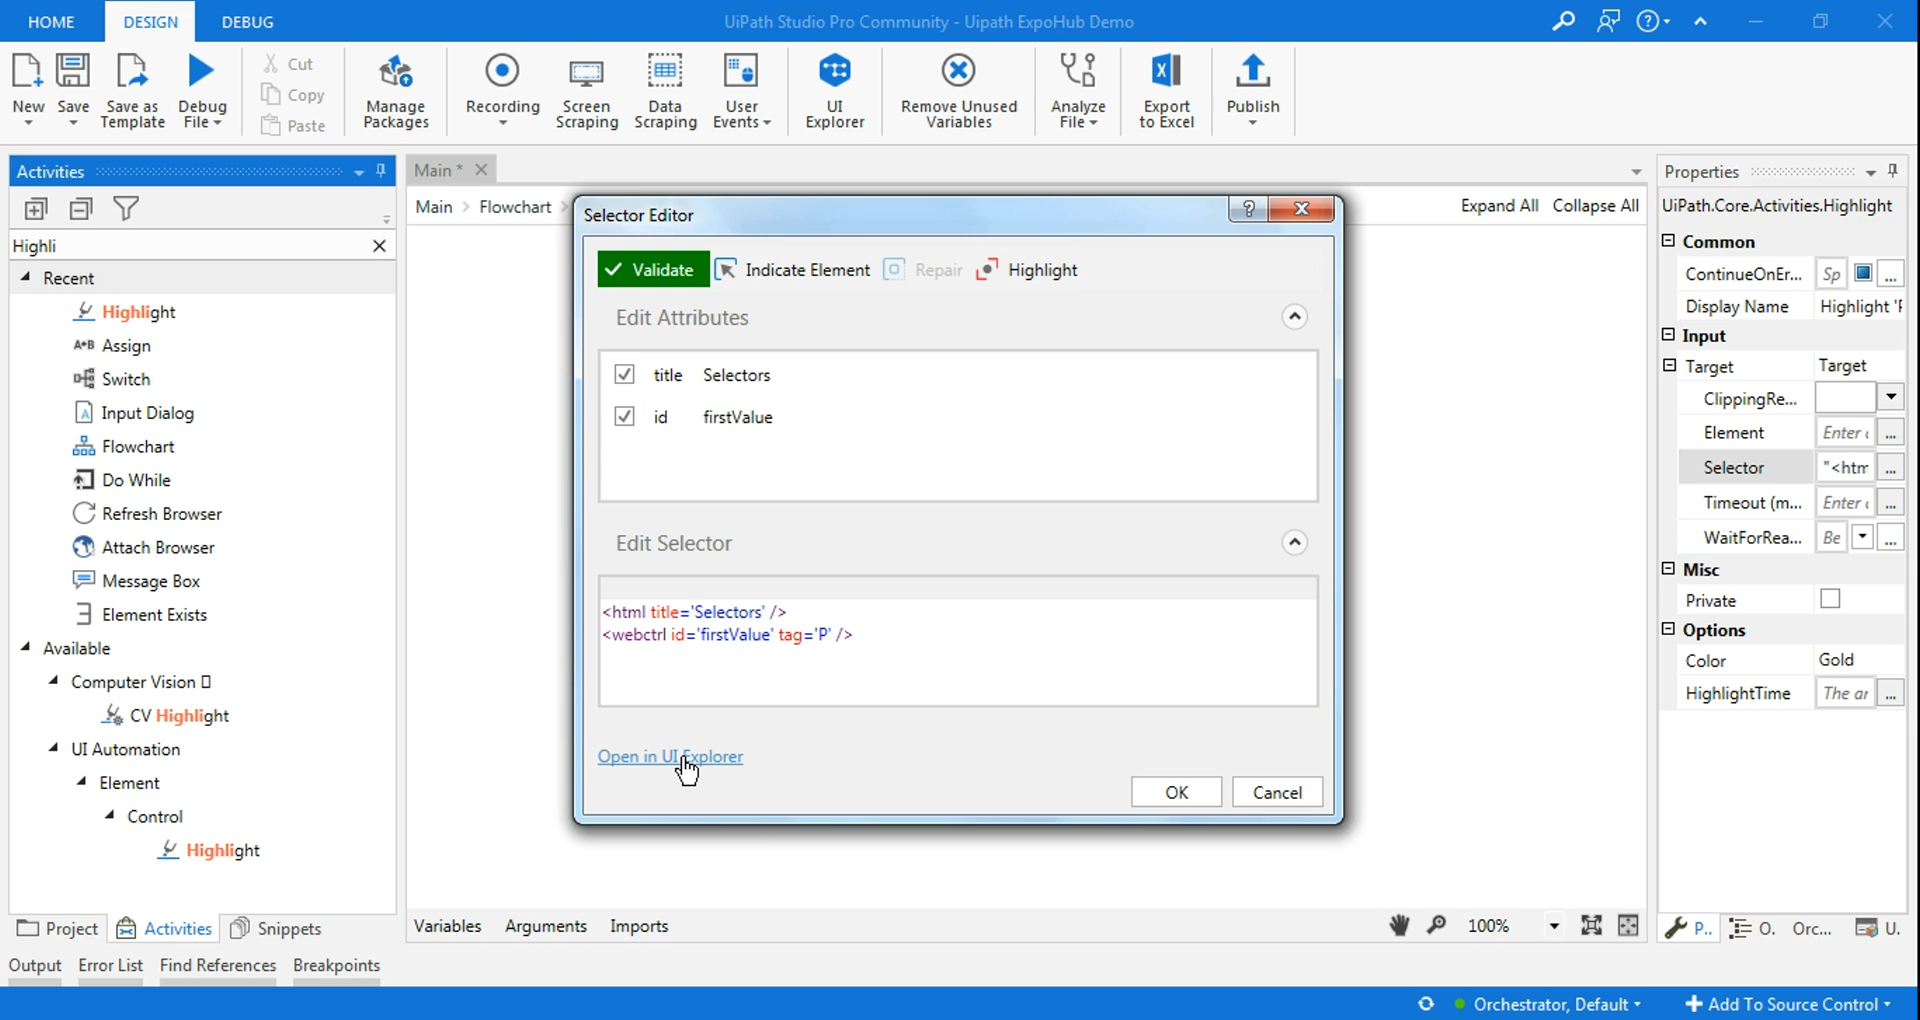 HOME DESIGN DEBUG UiPath Studio Pro Community - Uipath ExpoHub Demo
New Save Save as Template Debug File Cut Copy Paste Manage Packages Recording Screen Scraping Data Scraping User Events UI Explorer Remove Unused Variables Analyze File Export to Excel Publish
Activities
Highli
Recent
Highlight
A+B Assign
Switch
Input Dialog
Flowchart
Do While
Refresh Browser
Attach Browser
Message Box
Element Exists
Available
Computer Vision
CV Highlight
UI Automation
Element
Control
Highlight
Project Activities Snippets
Main *
Main > Flowchart >
Expand All Collapse All
Selector Editor
Validate Indicate Element Repair Highlight
Edit Attributes
title Selectors
id firstValue
Edit Selector
<html title='Selectors' />
<webctrl id='firstValue' tag='P' />
Open in UI Explorer
OK Cancel
Variables Arguments Imports 100%
Properties
UiPath.Core.Activities.Highlight
Common
ContinueOnEr... Sp ...
Display Name Highlight 'P
Input
Target Target
ClippingRe...
Element Enter ...
Selector "<htm ...
Timeout (m... Enter ...
WaitForRea... Be ...
Misc
Private
Options
Color Gold
HighlightTime The ar ...
P.. O. Orc... U.
Output Error List Find References Breakpoints
Orchestrator, Default Add To Source Control